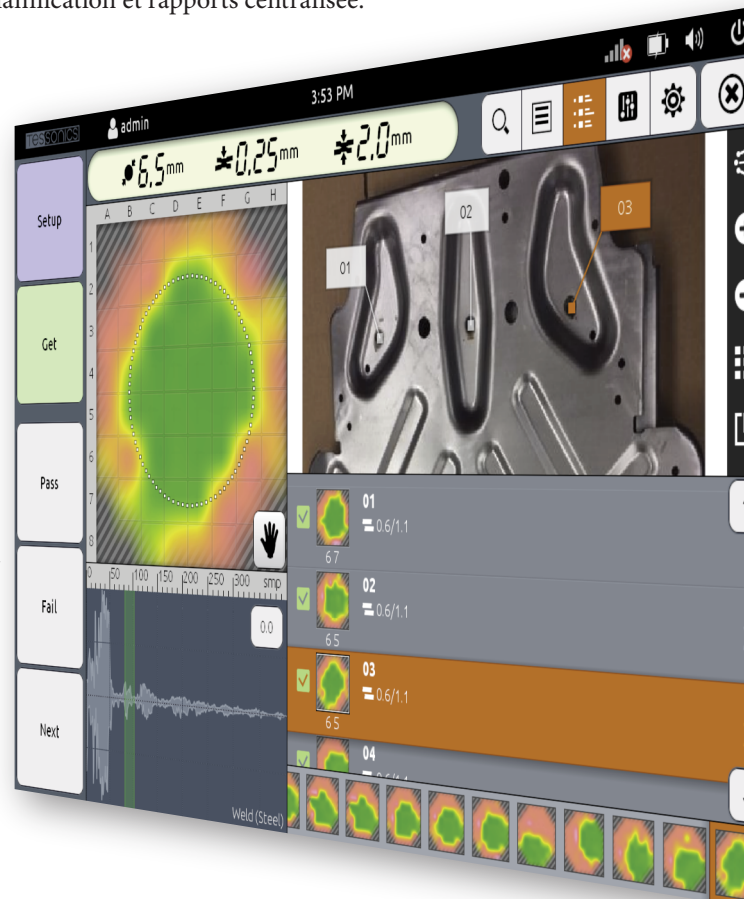 planification et rapports centralisée.
3:53 PM
admin
Tessonics
6,5mm
0,25mm
2,0mm
Setup
Get
Pass
Fail
Next
A B C D E F G H
1
2
3
4
5
6
7
8
01
02
03
01
0.6/1.1
6 7
02
0.6/1.1
6 5
03
0.6/1.1
6 5
04
0 50 100 150 200 250 300 smp
0.0
Weld (Steel)